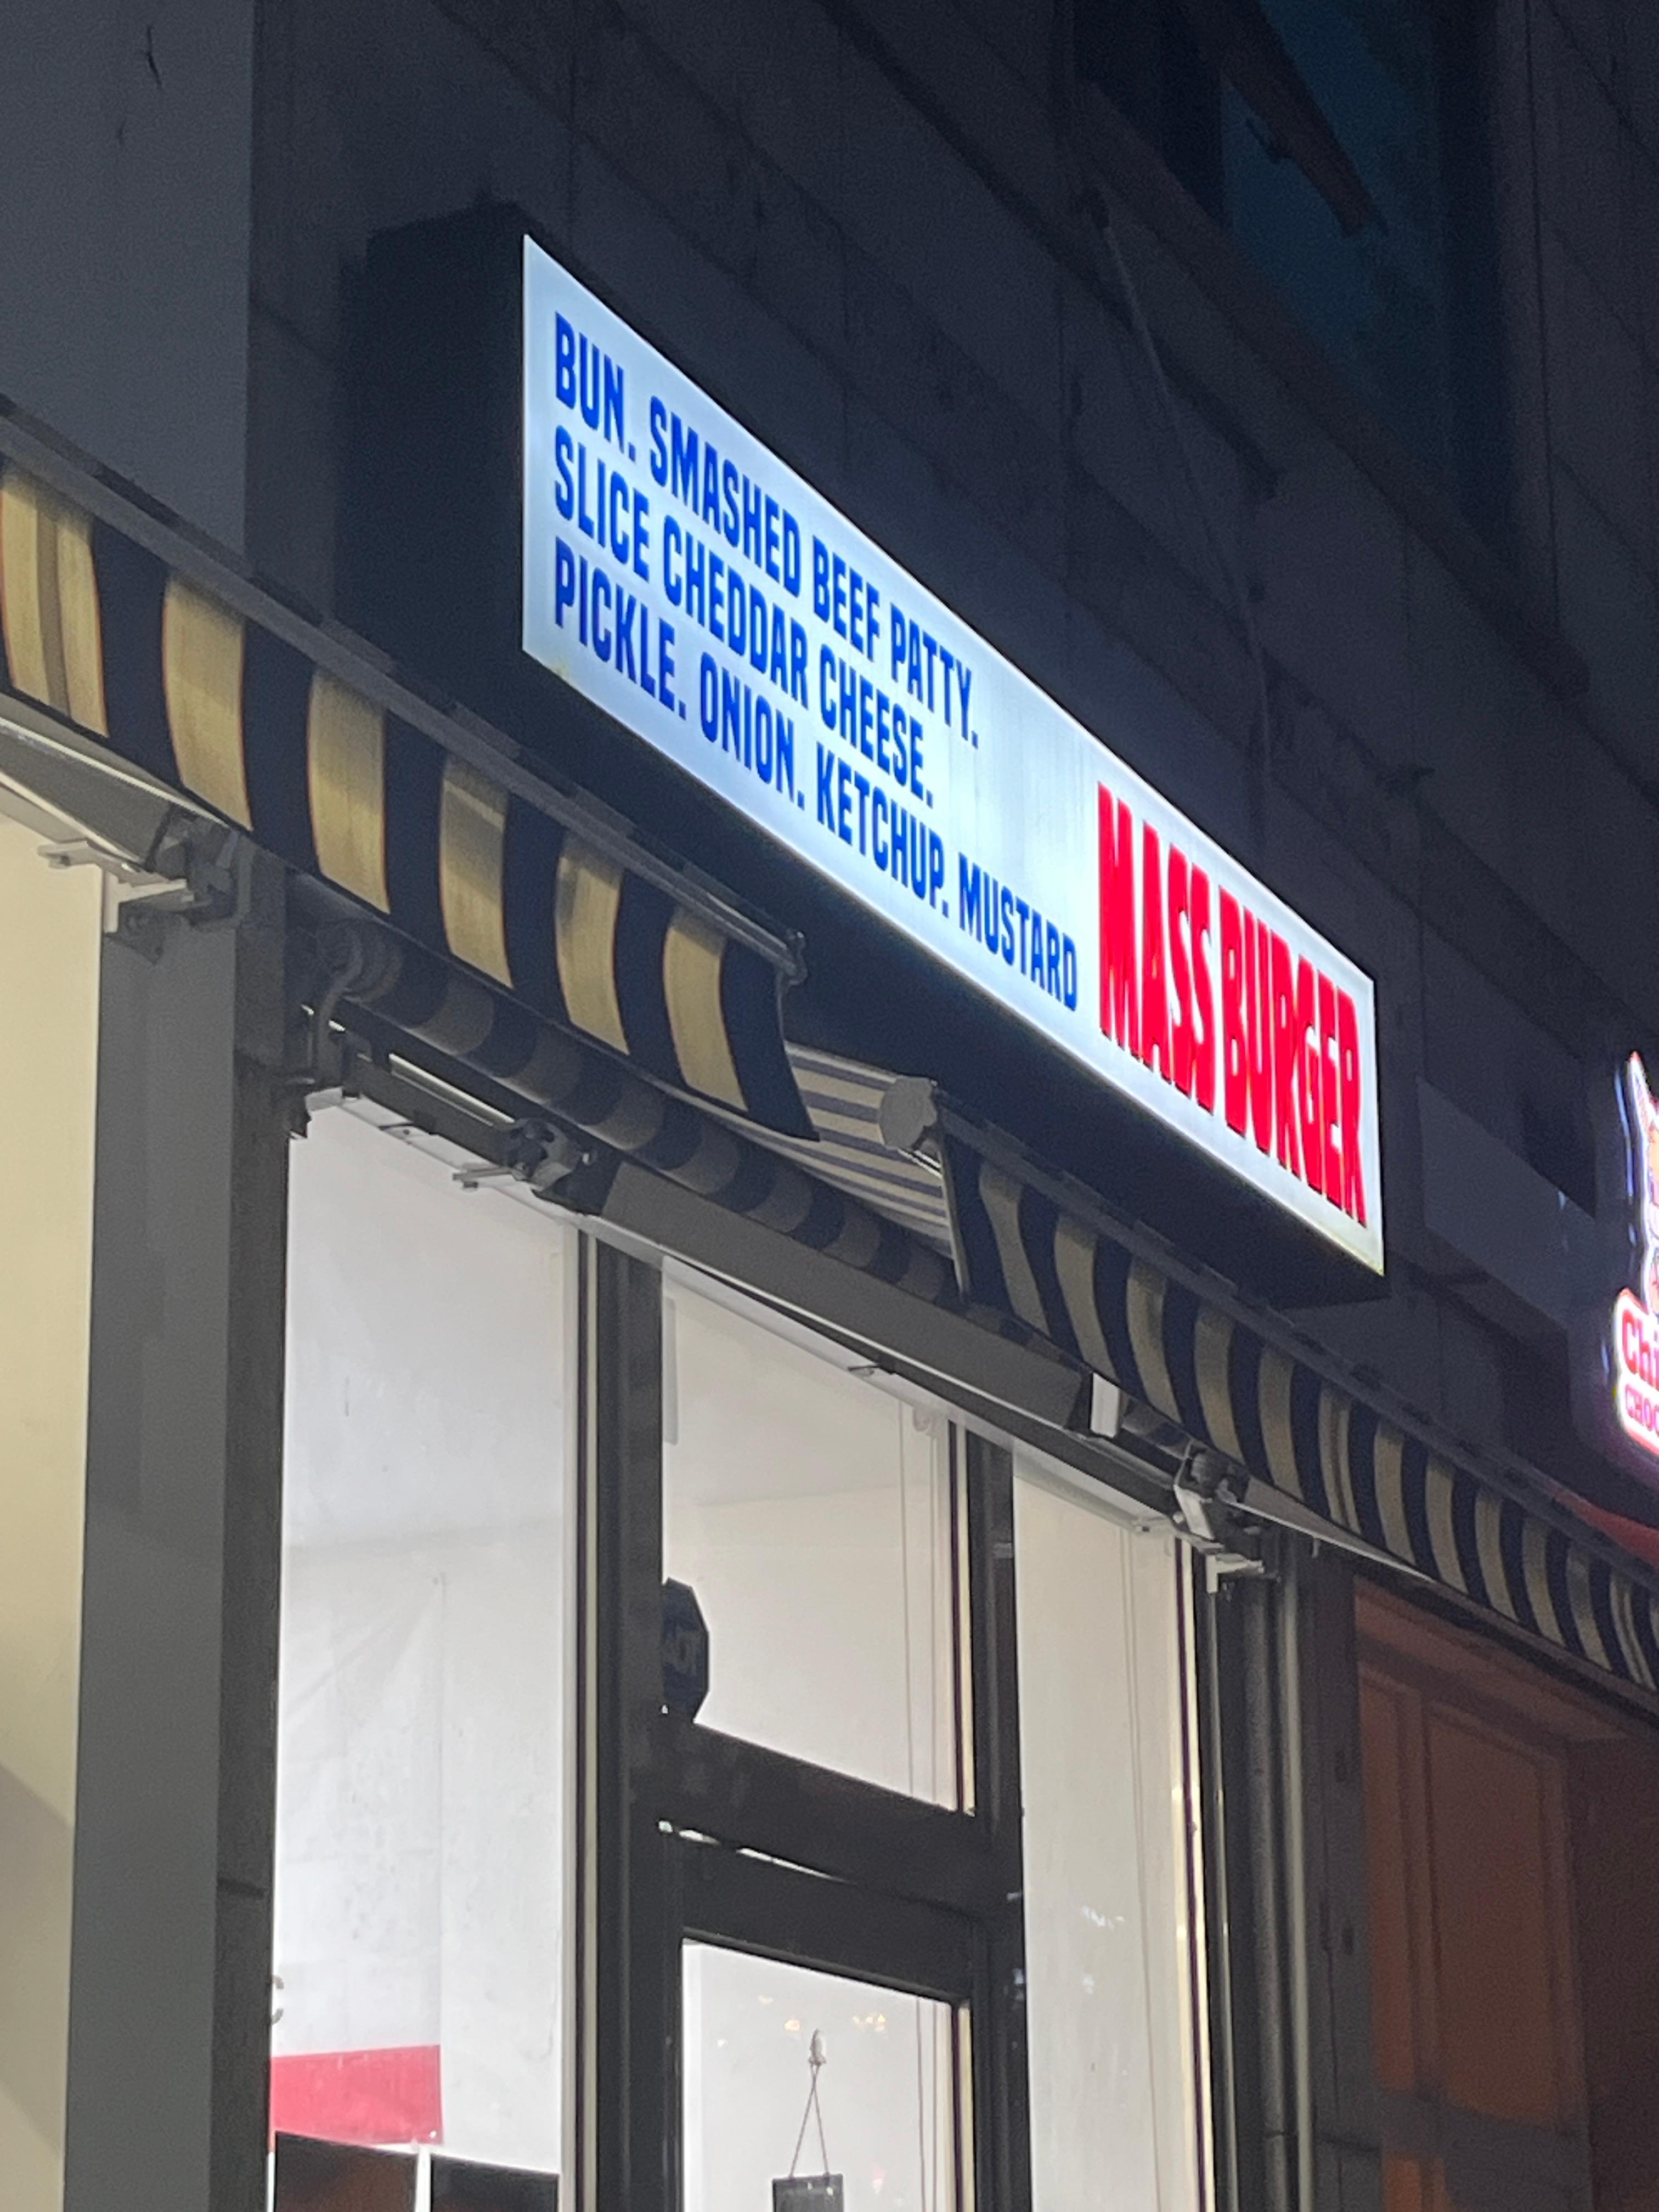 BUN. SMASHED BEEF PATTY.
SLICE CHEDDAR CHEESE.
PICKLE. ONION. KETCHUP. MUSTARD
MASS BURGER